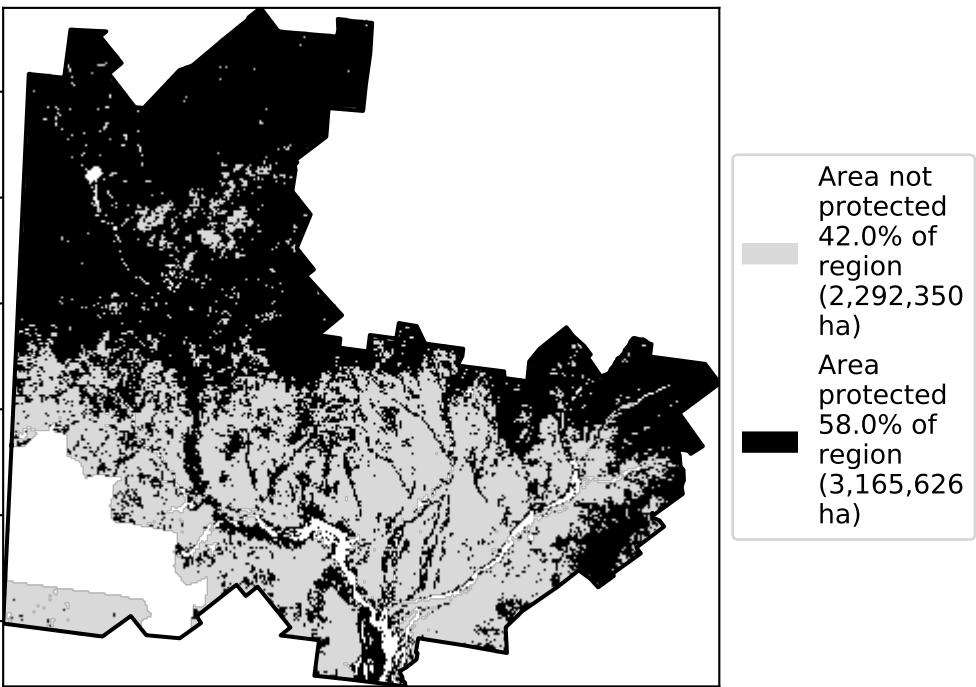 Area not
protected
42.0% of
region
(2,292,350
ha)
Area
protected
58.0% of
region
(3,165,626
ha)